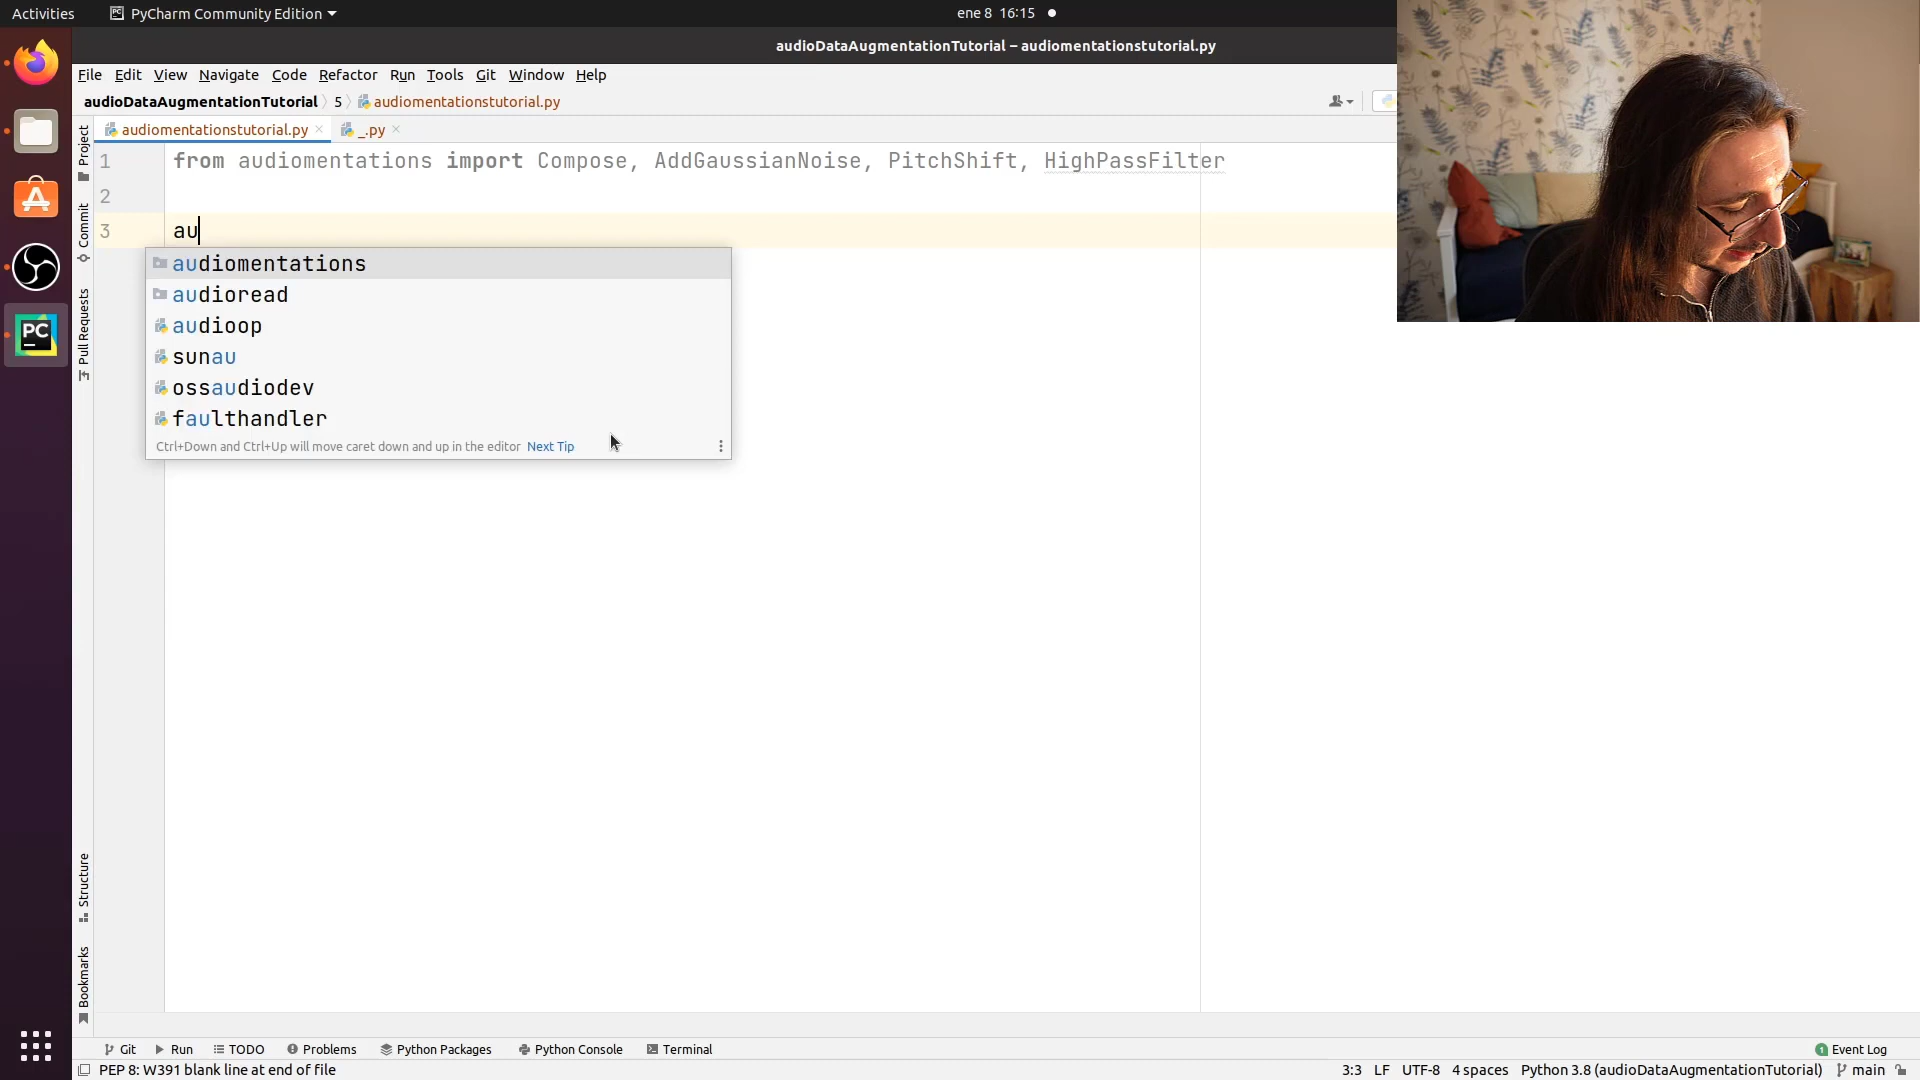 Activities
PC PyCharm Community Edition
ene 8 16:15
audioDataAugmentationTutorial – audiomentationstutorial.py
File Edit View Navigate Code Refactor Run Tools Git Window Help
audioDataAugmentationTutorial 5 audiomentationstutorial.py
audiomentationstutorial.py
_.py
Project
Commit
Pull Requests
Structure
Bookmarks
PC
1 from audiomentations import Compose, AddGaussianNoise, PitchShift, HighPassFilter
2
3 au
audiomentations
audioread
audioop
sunau
ossaudiodev
faulthandler
Ctrl+Down and Ctrl+Up will move caret down and up in the editor Next Tip
Git Run TODO Problems Python Packages Python Console Terminal
1 Event Log
PEP 8: W391 blank line at end of file
3:3 LF UTF-8 4 spaces Python 3.8 (audioDataAugmentationTutorial) main